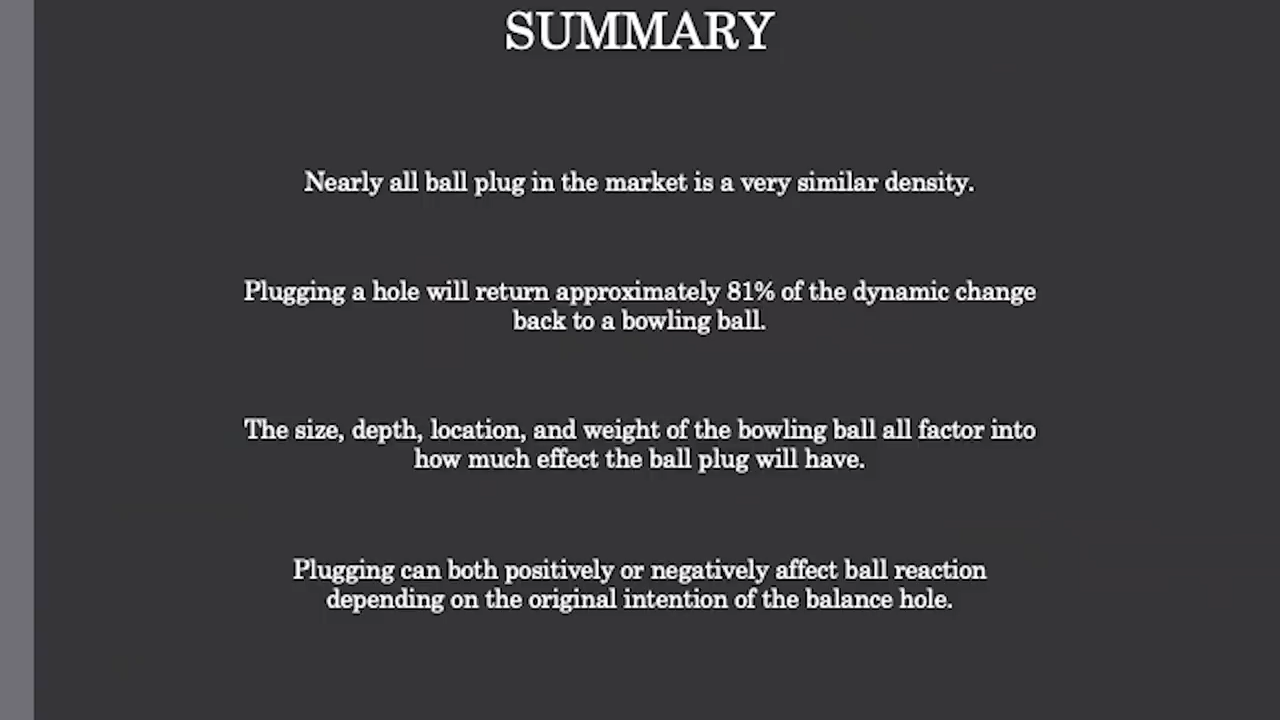 SUMMARY
Nearly all ball plug in the market is a very similar density.
Plugging a hole will return approximately 81% of the dynamic change
back to a bowling ball.
The size, depth, location, and weight of the bowling ball all factor into
how much effect the ball plug will have.
Plugging can both positively or negatively affect ball reaction
depending on the original intention of the balance hole.